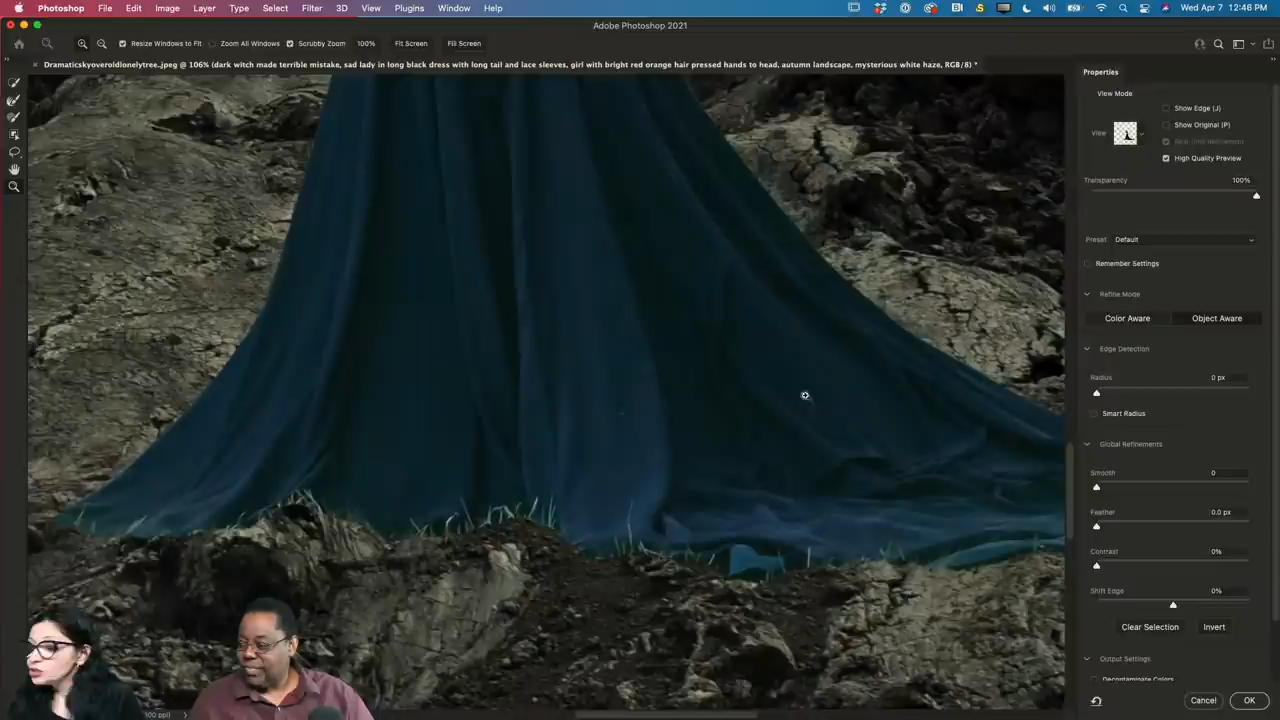 Photoshop File Edit Image Layer Type Select Filter 3D View Plugins Window Help Wed Apr 7 12:46 PM
Adobe Photoshop 2021
Resize Windows to Fit Zoom All Windows Scrubby Zoom 100% Fit Screen Fill Screen
Dramaticskyoveroldlonelytree.jpeg @ 106% (dark witch made terrible mistake, sad lady in long black dress with long tail and lace sleeves, girl with bright red orange hair pressed hands to head, autumn landscape, mysterious white haze, RGB/8) *
Properties
View Mode
Show Edge (J)
Show Original (P)
View
Real-time Refinement
High Quality Preview
Transparency 100%
Preset Default
Remember Settings
Refine Mode
Color Aware Object Aware
Edge Detection
Radius 0 px
Smart Radius
Global Refinements
Smooth 0
Feather 0.0 px
Contrast 0%
Shift Edge 0%
Clear Selection Invert
Output Settings
Decontaminate Colors
Cancel OK
ppi)